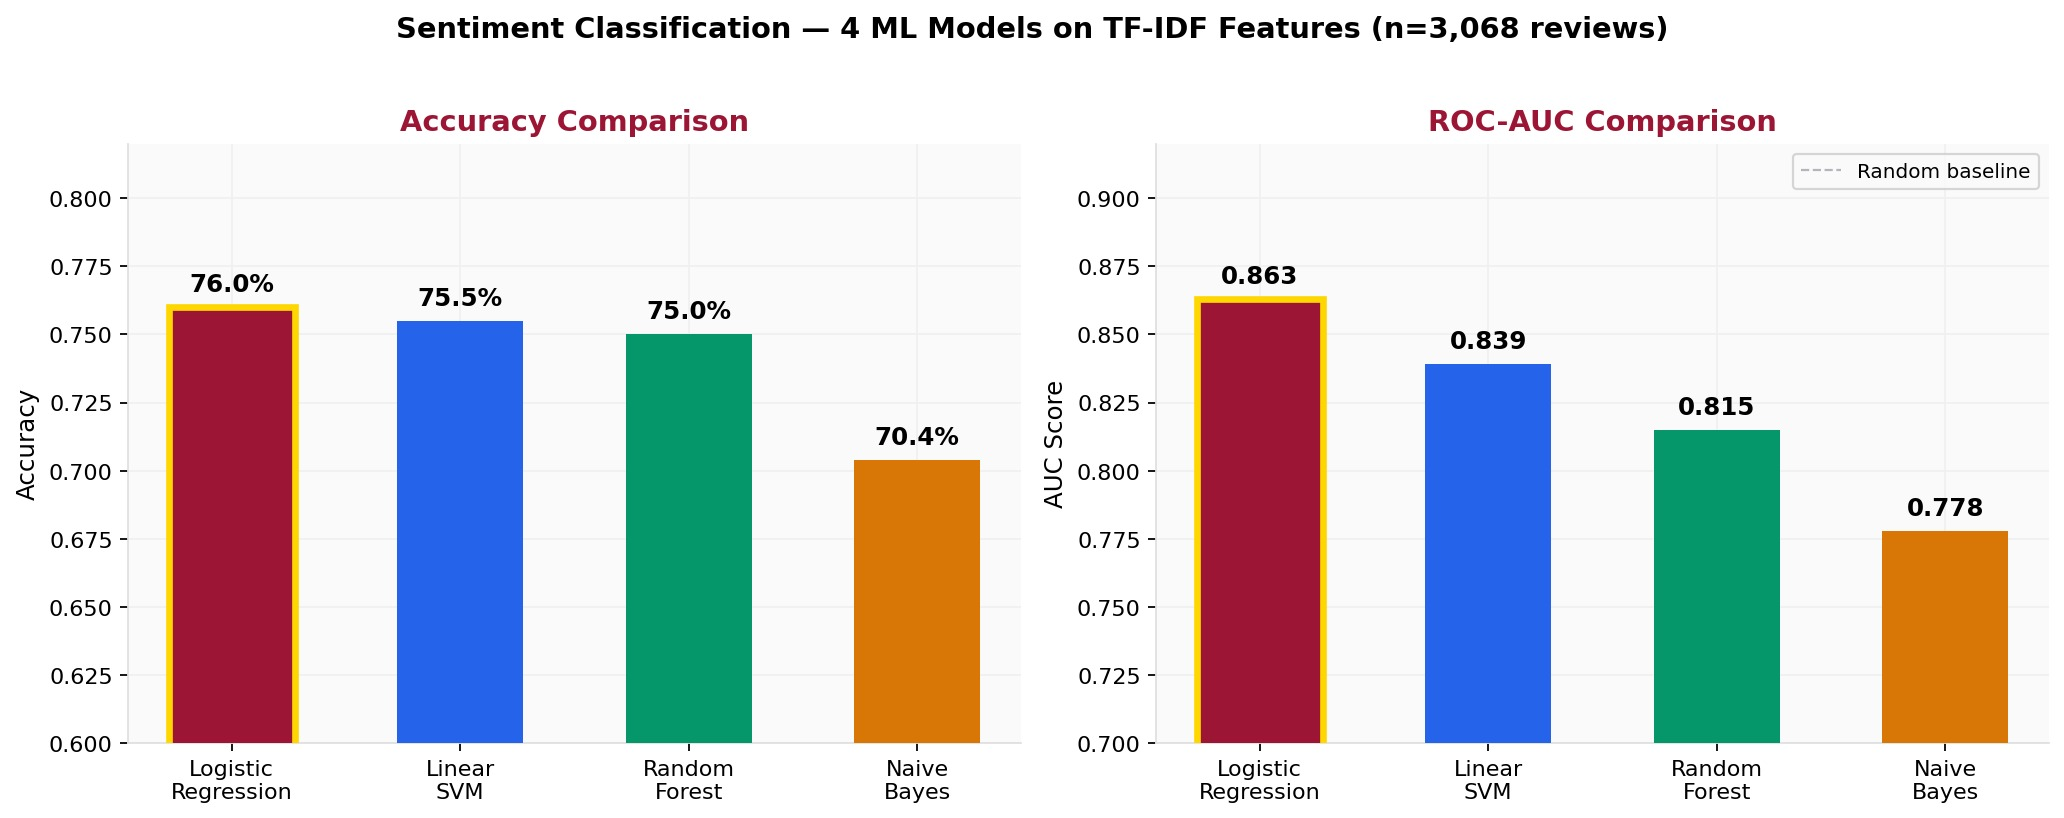 Sentiment Classification — 4 ML Models on TF-IDF Features (n=3,068 reviews)
Accuracy Comparison
Accuracy
0.800
0.775
0.750
0.725
0.700
0.675
0.650
0.625
0.600
76.0%
75.5%
75.0%
70.4%
Logistic
Regression
Linear
SVM
Random
Forest
Naive
Bayes
ROC-AUC Comparison
Random baseline
AUC Score
0.900
0.875
0.850
0.825
0.800
0.775
0.750
0.725
0.700
0.863
0.839
0.815
0.778
Logistic
Regression
Linear
SVM
Random
Forest
Naive
Bayes